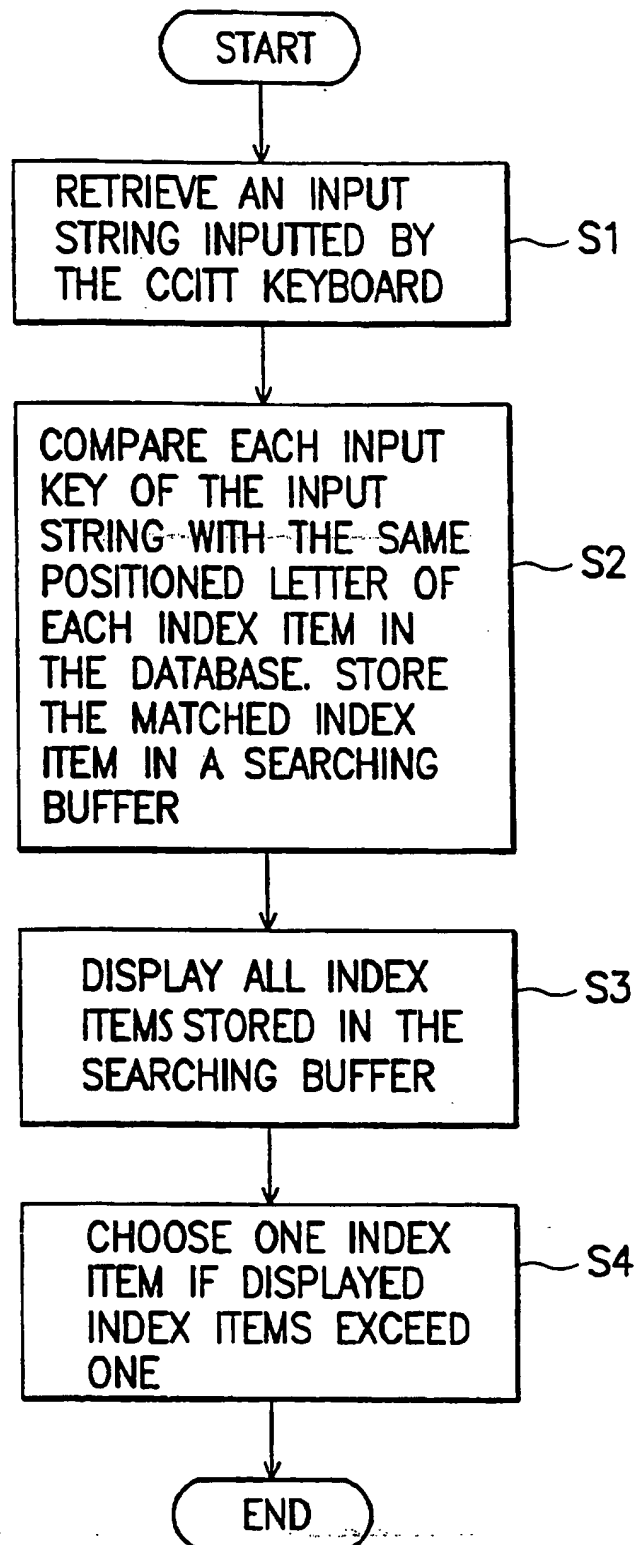 START
RETRIEVE AN INPUT
STRING INPUTTED BY
THE CCITT KEYBOARD
S1
COMPARE EACH INPUT
KEY OF THE INPUT
STRING WITH THE SAME
POSITIONED LETTER OF
EACH INDEX ITEM IN
THE DATABASE. STORE
THE MATCHED INDEX
ITEM IN A SEARCHING
BUFFER
S2
DISPLAY ALL INDEX
ITEMS STORED IN THE
SEARCHING BUFFER
S3
CHOOSE ONE INDEX
ITEM IF DISPLAYED
INDEX ITEMS EXCEED
ONE
S4
END